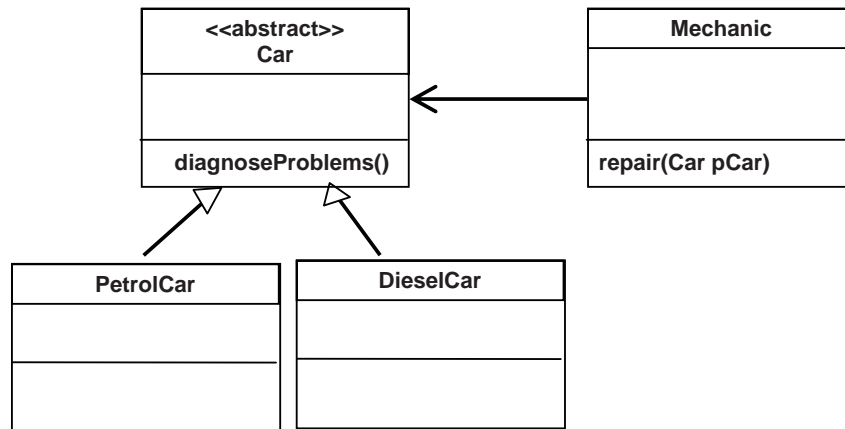 <<abstract>>
Car
diagnoseProblems()
Mechanic
repair(Car pCar)
PetrolCar
DieselCar